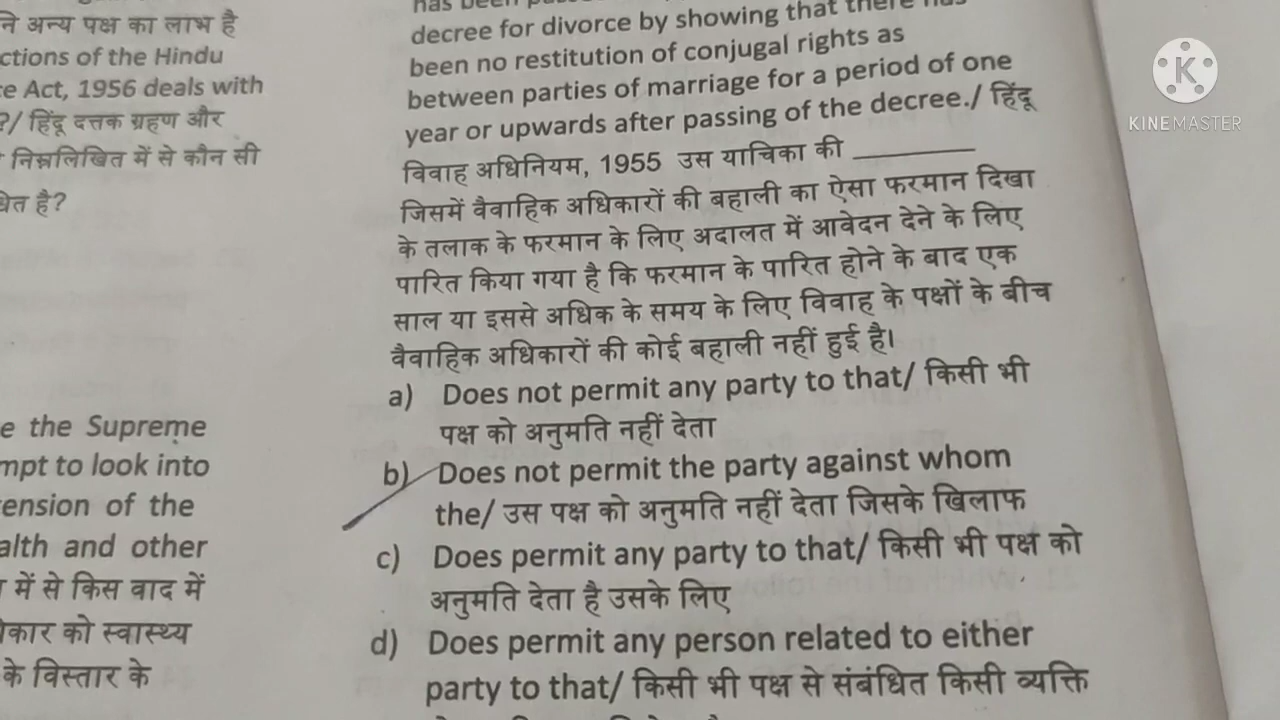 ने अन्य पक्ष का लाभ है
ctions of the Hindu
e Act, 1956 deals with
?/ हिंदू दत्तक ग्रहण और
निम्नलिखित में से कौन सी
है?
e the Supreme
mpt to look into
ension of the
alth and other
में से किस वाद में
को स्वास्थ्य
के विस्तार के
has been
decree for divorce by showing that there has
been no restitution of conjugal rights as
between parties of marriage for a period of one
year or upwards after passing of the decree./ हिंदू
विवाह अधिनियम, 1955 उस याचिका की __________
जिसमें वैवाहिक अधिकारों की बहाली का ऐसा फरमान दिखा
के तलाक के फरमान के लिए अदालत में आवेदन देने के लिए
पारित किया गया है कि फरमान के पारित होने के बाद एक
साल या इससे अधिक के समय के लिए विवाह के पक्षों के बीच
वैवाहिक अधिकारों की कोई बहाली नहीं हुई है।
a) Does not permit any party to that/ किसी भी
पक्ष को अनुमति नहीं देता
b) Does not permit the party against whom
the/ उस पक्ष को अनुमति नहीं देता जिसके खिलाफ
c) Does permit any party to that/ किसी भी पक्ष को
अनुमति देता है उसके लिए
d) Does permit any person related to either
party to that/ किसी भी पक्ष से संबंधित किसी व्यक्ति
K
KINEMASTER